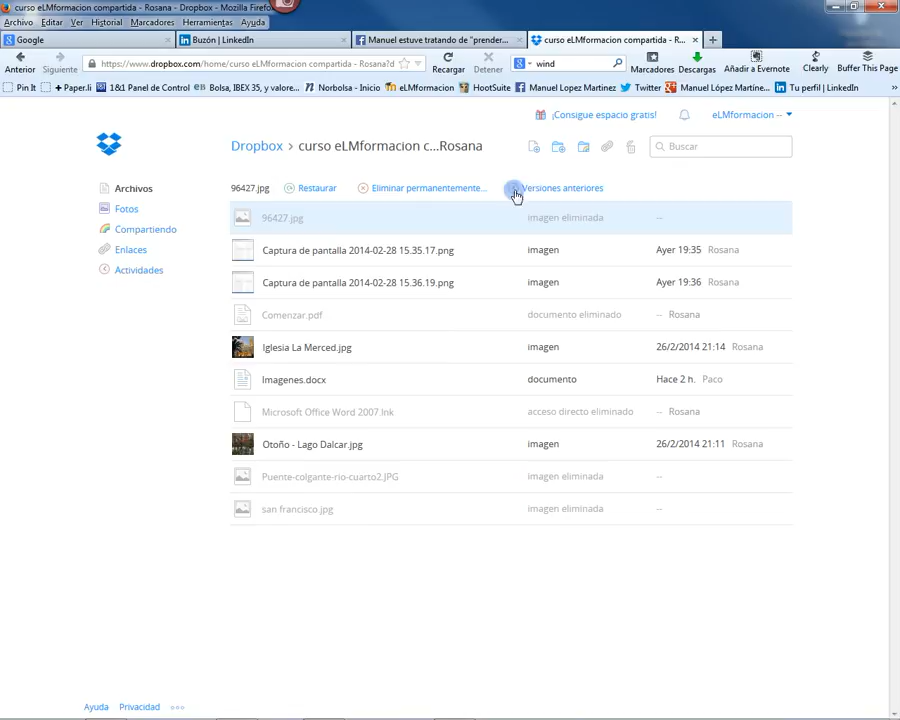 curso eLMformacion compartida - Rosana - Dropbox - Mozilla Firefo
Archivo Editar Ver Historial Marcadores Herramientas Ayuda
Google
Buzón | LinkedIn
Manuel estuve tratando de "prender...
curso eLMformacion compartida - R...
Anterior Siguiente
https://www.dropbox.com/home/curso eLMformacion compartida - Rosana?d
Recargar Detener
wind
Marcadores Descargas Añadir a Evernote Clearly Buffer This Page
Pin It + Paper.li 1&1 Panel de Control Bolsa, IBEX 35, y valore... Norbolsa - Inicio eLMformacion HootSuite Manuel Lopez Martinez Twitter Manuel López Martine... Tu perfil | LinkedIn »
¡Consigue espacio gratis! eLMformacion --
Dropbox › curso eLMformacion c...Rosana
Buscar
Archivos
Fotos
Compartiendo
Enlaces
Actividades
96427.jpg Restaurar Eliminar permanentemente... Versiones anteriores
96427.jpg imagen eliminada --
Captura de pantalla 2014-02-28 15.35.17.png imagen Ayer 19:35 Rosana
Captura de pantalla 2014-02-28 15.36.19.png imagen Ayer 19:36 Rosana
Comenzar.pdf documento eliminado -- Rosana
Iglesia La Merced.jpg imagen 26/2/2014 21:14 Rosana
Imagenes.docx documento Hace 2 h. Paco
Microsoft Office Word 2007.lnk acceso directo eliminado -- Rosana
Otoño - Lago Dalcar.jpg imagen 26/2/2014 21:11 Rosana
Puente-colgante-rio-cuarto2.JPG imagen eliminada --
san francisco.jpg imagen eliminada --
Ayuda Privacidad